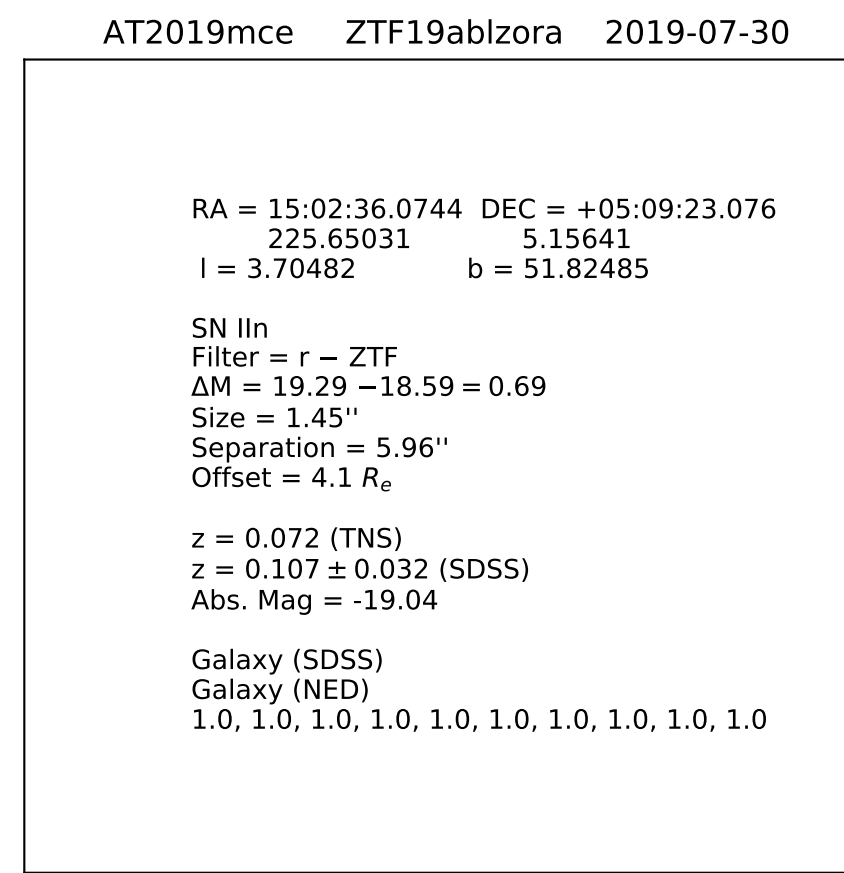 AT2019mce ZTF19ablzora 2019-07-30
RA = 15:02:36.0744 DEC = +05:09:23.076
225.65031 5.15641
l = 3.70482 b = 51.82485
SN IIn
Filter = r − ZTF
ΔM = 19.29 −18.59 = 0.69
Size = 1.45''
Separation = 5.96''
Offset = 4.1 Rₑ
z = 0.072 (TNS)
z = 0.107 ± 0.032 (SDSS)
Abs. Mag = -19.04
Galaxy (SDSS)
Galaxy (NED)
1.0, 1.0, 1.0, 1.0, 1.0, 1.0, 1.0, 1.0, 1.0, 1.0